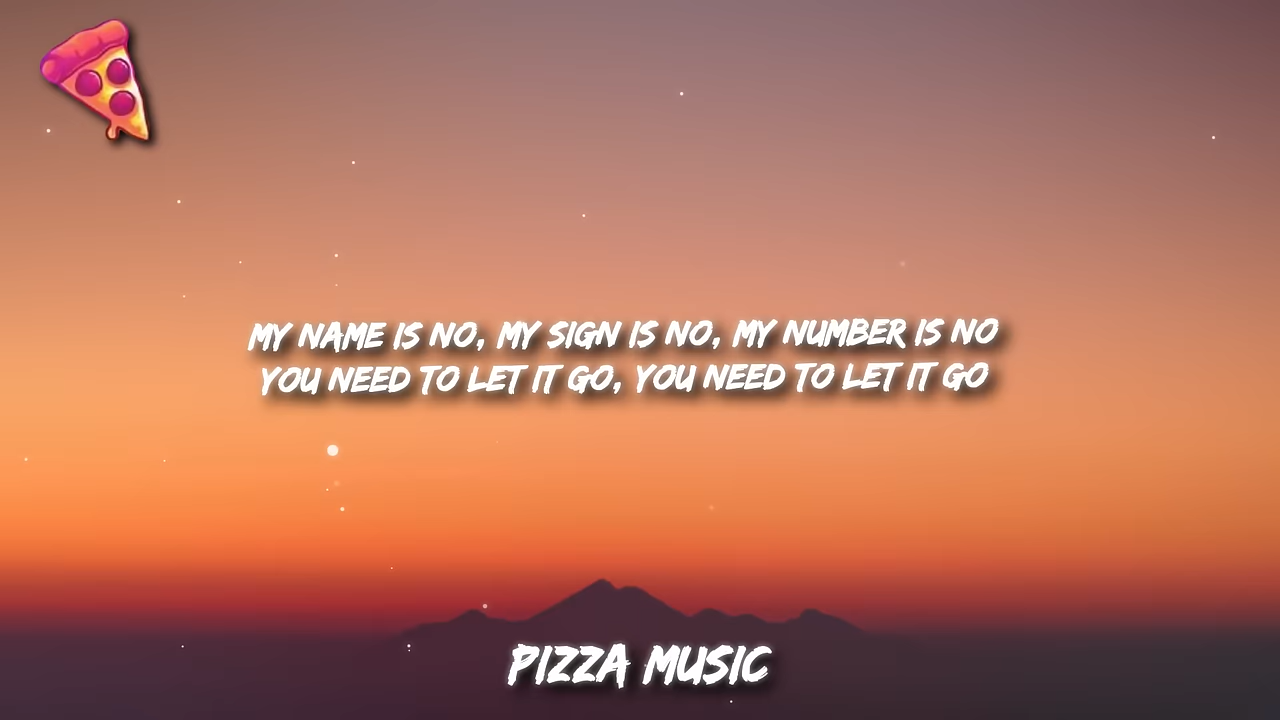 MY NAME IS NO, MY SIGN IS NO, MY NUMBER IS NO
YOU NEED TO LET IT GO, YOU NEED TO LET IT GO
PIZZA MUSIC